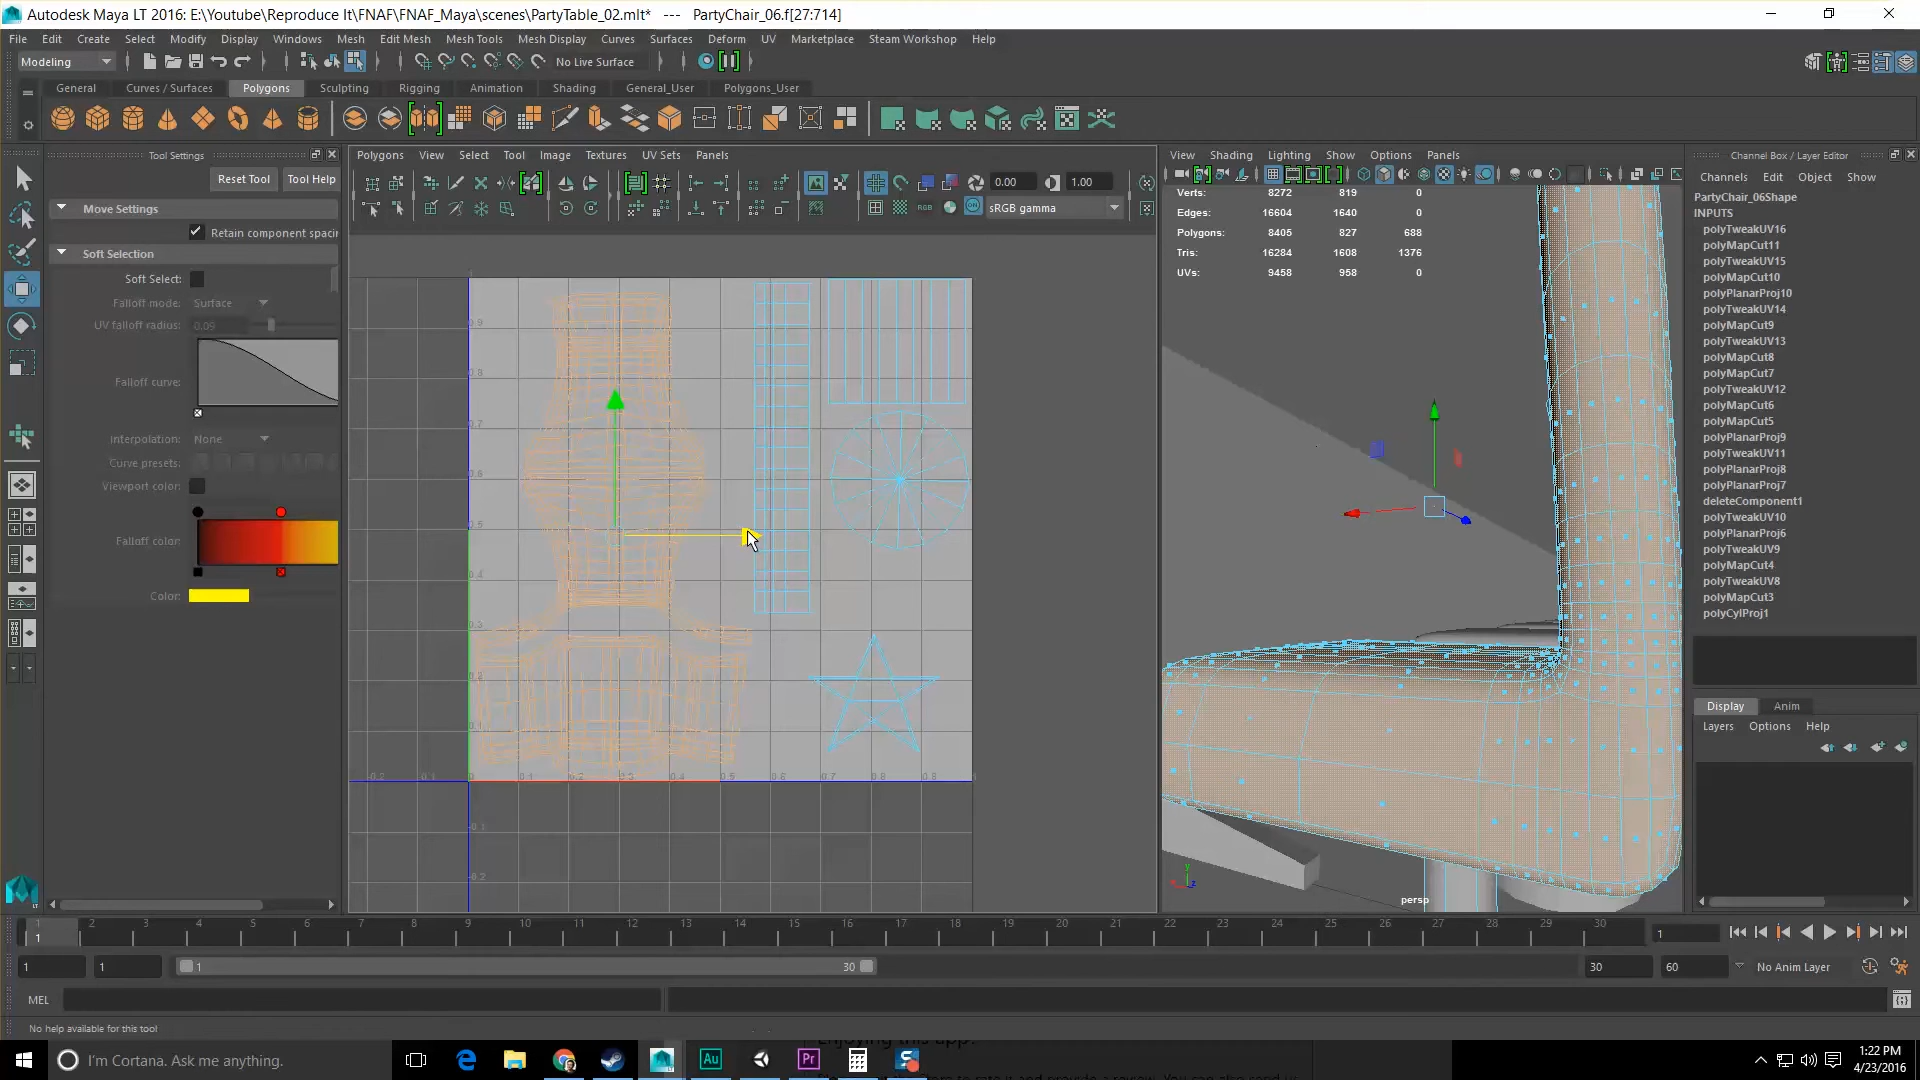 Autodesk Maya LT 2016: E:\Youtube\Reproduce It\FNAF\FNAF_Maya\scenes\PartyTable_02.mlt*   ---   PartyChair_06.f[27:714]
File Edit Create Select Modify Display Windows Mesh Edit Mesh Mesh Tools Mesh Display Curves Surfaces Deform UV Marketplace Steam Workshop Help
Modeling No Live Surface
General Curves / Surfaces Polygons Sculpting Rigging Animation Shading General_User Polygons_User
Tool Settings
Reset Tool Tool Help
Move Settings
Retain component spacin
Soft Selection
Soft Select:
Falloff mode: Surface
UV falloff radius: 0.09
Falloff curve:
Interpolation: None
Curve presets:
Viewport color:
Falloff color:
Color:
Polygons View Select Tool Image Textures UV Sets Panels
0.00 1.00
RGB sRGB gamma
View Shading Lighting Show Options Panels
Verts: 8272 819 0
Edges: 16604 1640 0
Polygons: 8405 827 688
Tris: 16284 1608 1376
UVs: 9458 958 0
persp
Channel Box / Layer Editor
Channels Edit Object Show
PartyChair_06Shape
INPUTS
polyTweakUV16
polyMapCut11
polyTweakUV15
polyMapCut10
polyPlanarProj10
polyTweakUV14
polyMapCut9
polyTweakUV13
polyMapCut8
polyMapCut7
polyTweakUV12
polyMapCut6
polyMapCut5
polyPlanarProj9
polyTweakUV11
polyPlanarProj8
polyPlanarProj7
deleteComponent1
polyTweakUV10
polyPlanarProj6
polyTweakUV9
polyMapCut4
polyTweakUV8
polyMapCut3
polyCylProj1
Display Anim
Layers Options Help
1 2 3 4 5 6 7 8 9 10 11 12 13 14 15 16 17 18 19 20 21 22 23 24 25 26 27 28 29 30
1 1
1 1 1 30 30 60 No Anim Layer
MEL
No help available for this tool
I'm Cortana. Ask me anything.
Au Pr
1:22 PM
4/23/2016